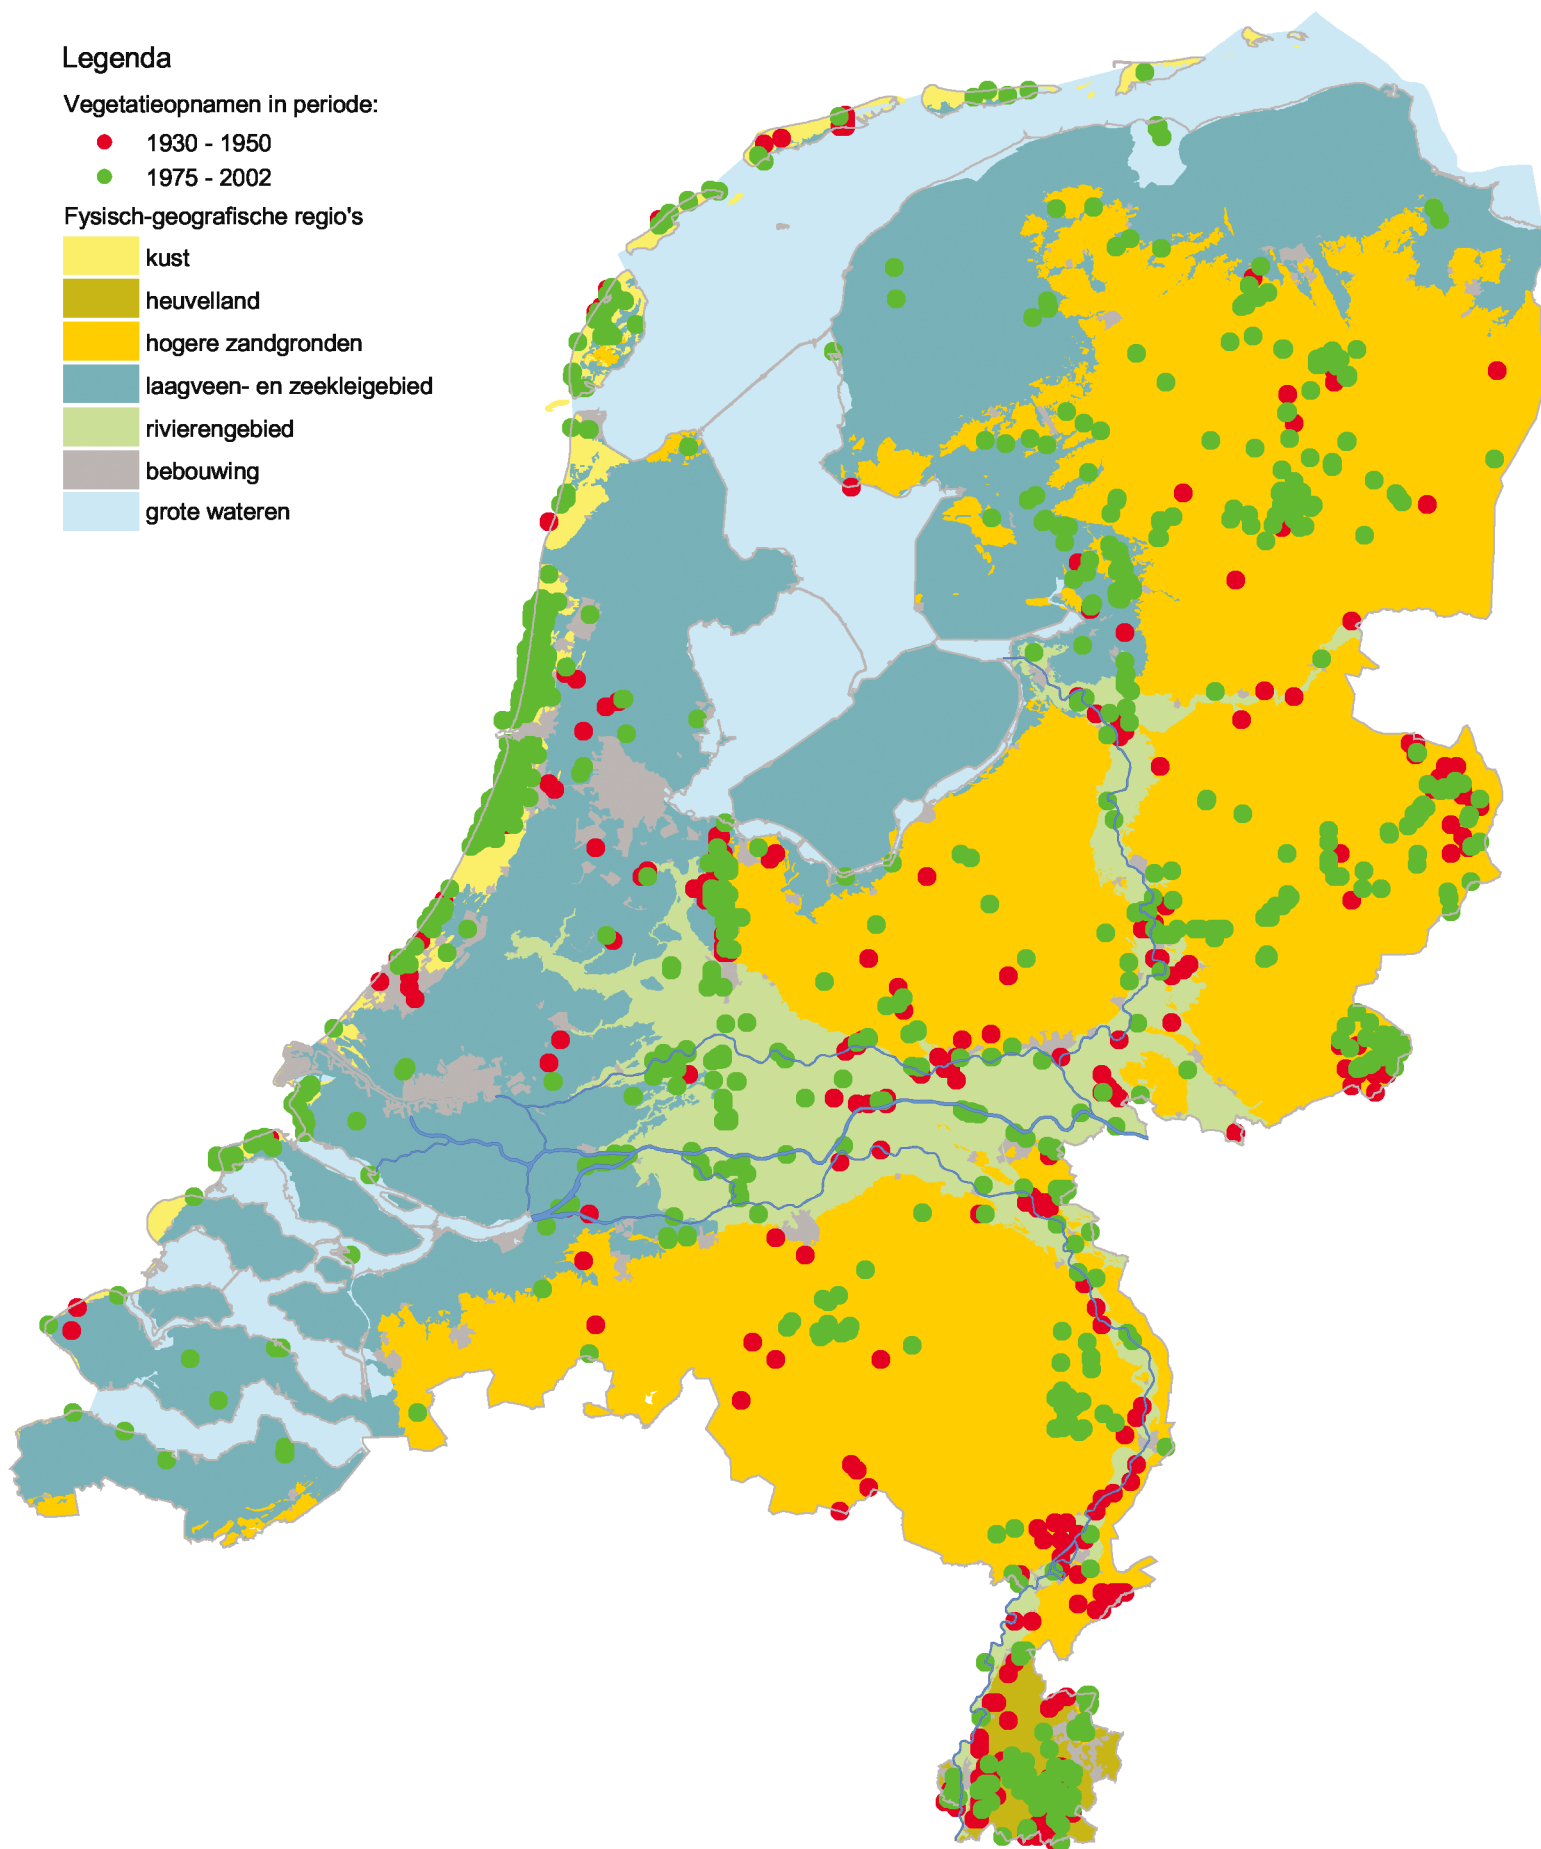 Legenda
Vegetatieopnamen in periode:
1930 - 1950
1975 - 2002
Fysisch-geografische regio's
kust
heuvelland
hogere zandgronden
laagveen- en zeekleigebied
rivierengebied
bebouwing
grote wateren